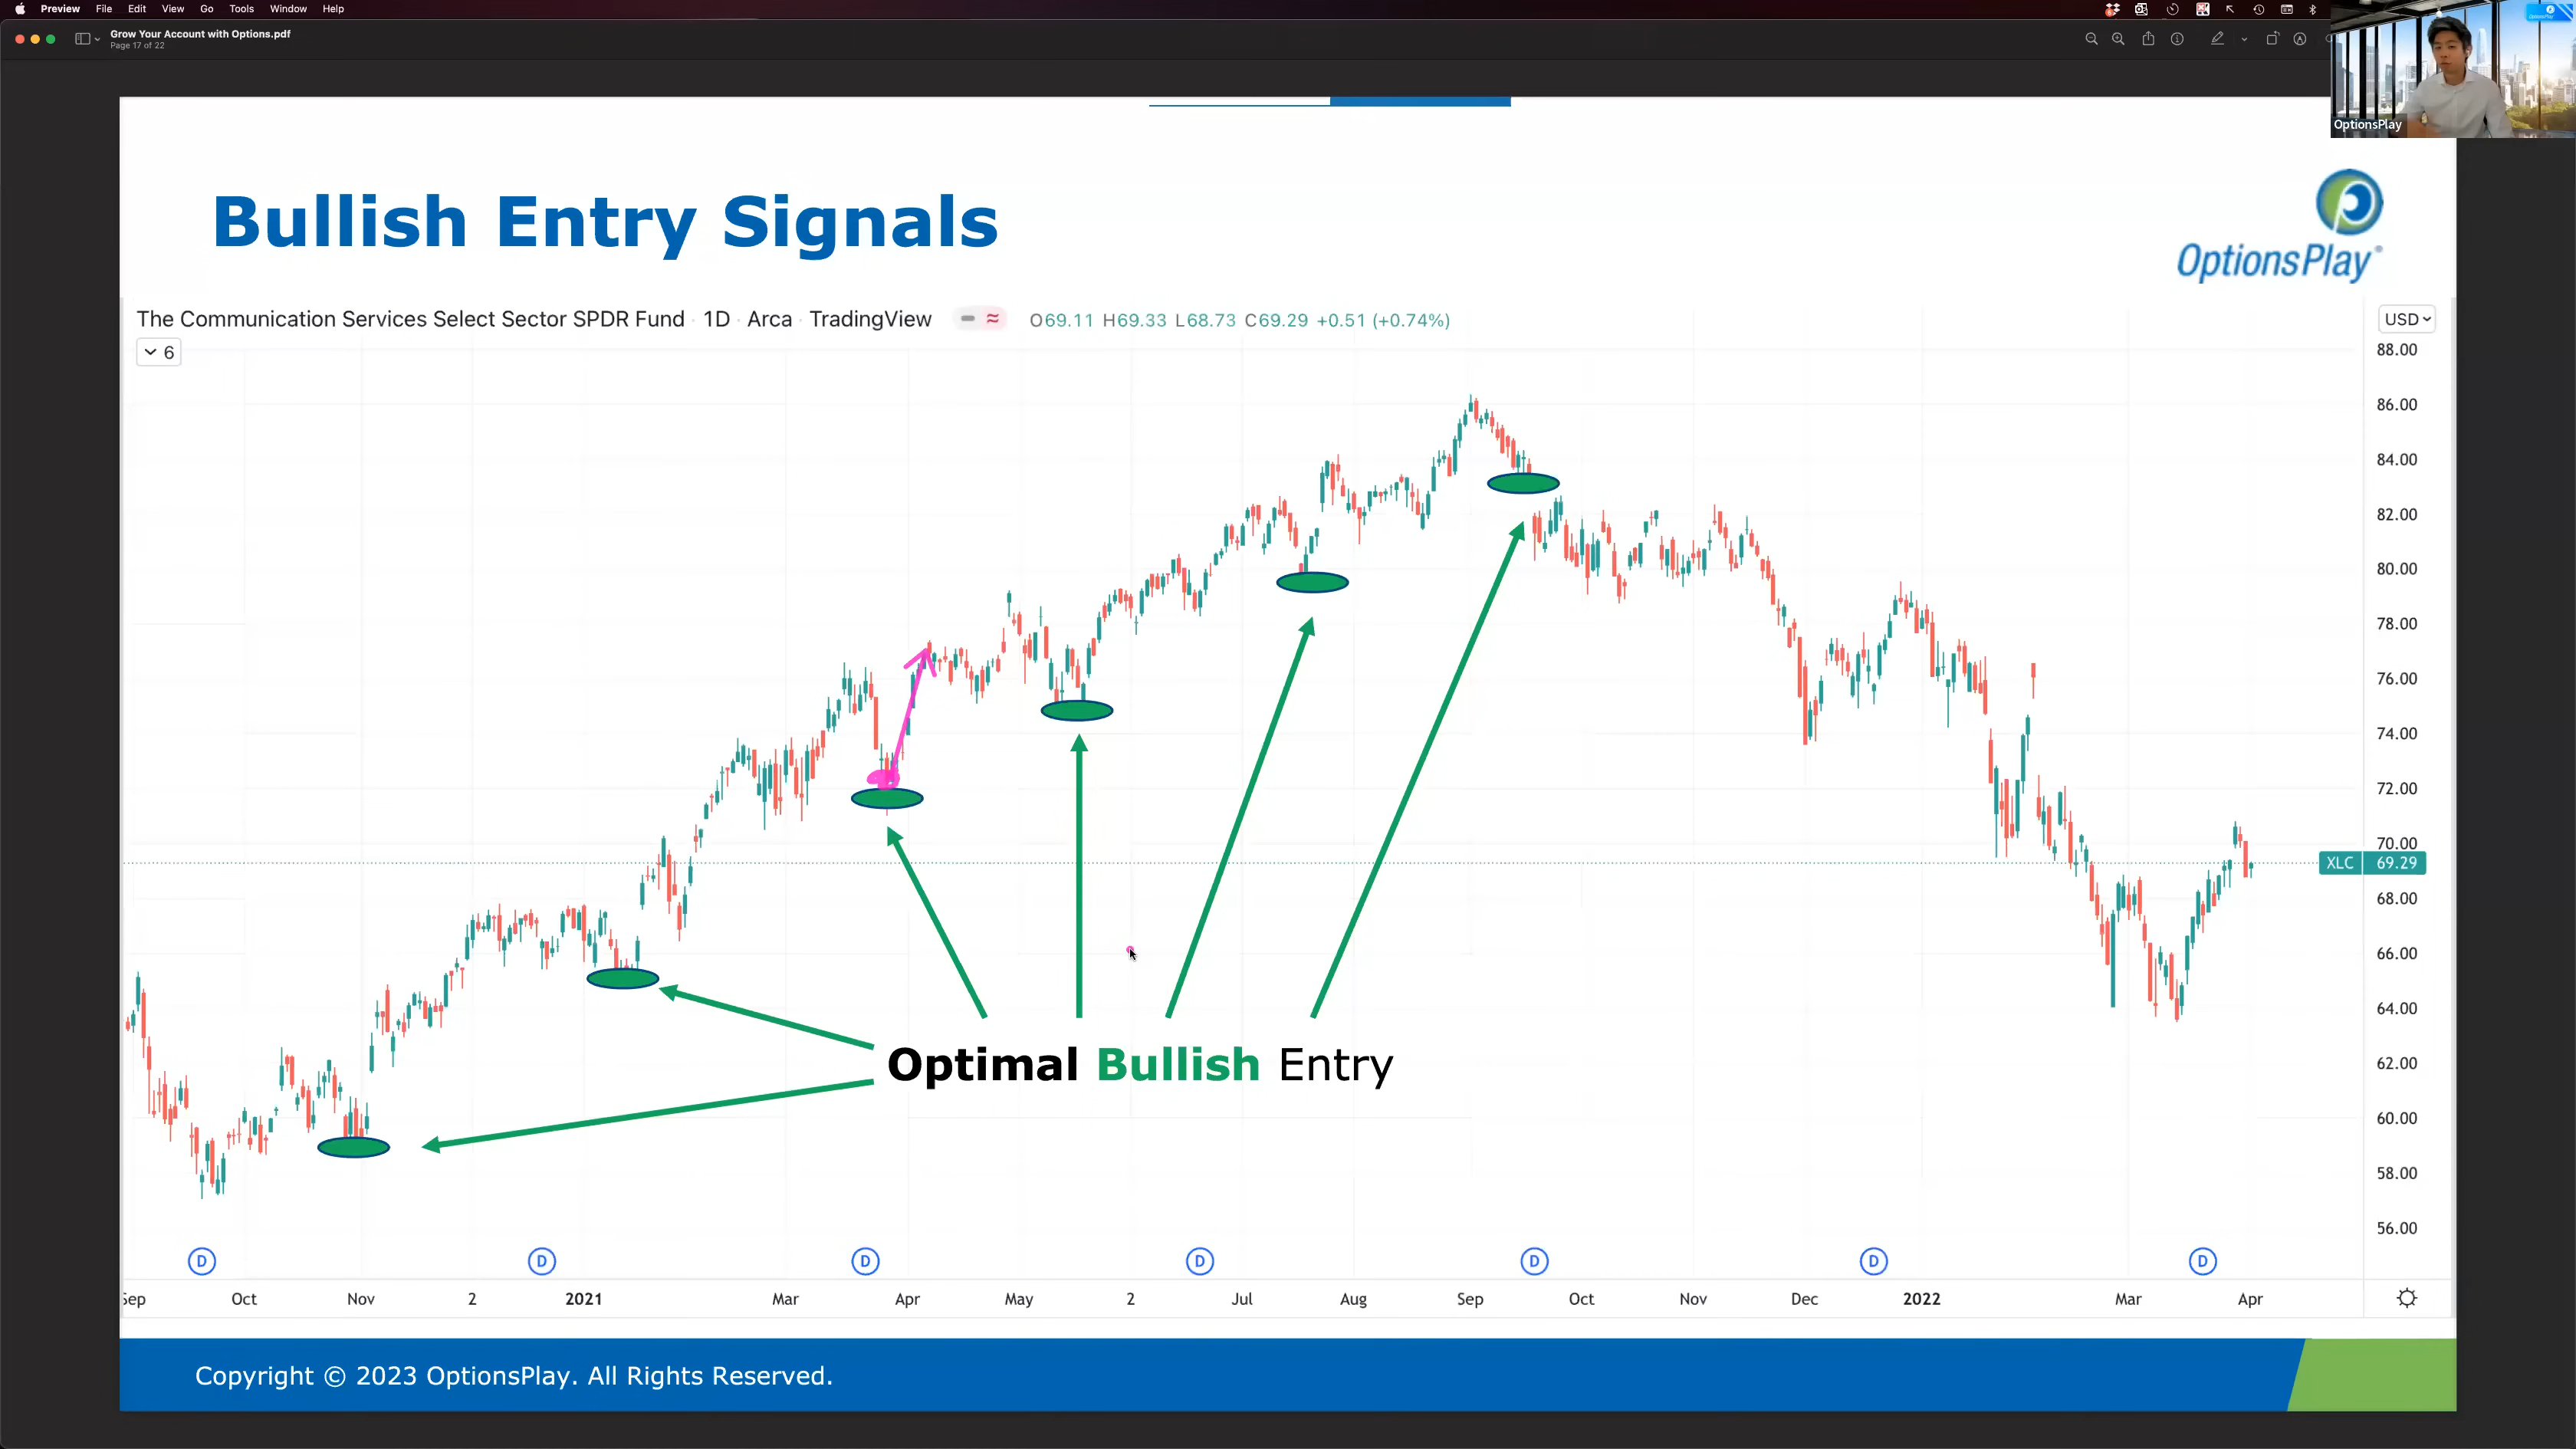 Preview File Edit View Go Tools Window Help
Grow Your Account with Options.pdf
Page 17 of 22
OptionsPlay
Bullish Entry Signals
OptionsPlay
The Communication Services Select Sector SPDR Fund · 1D · Arca · TradingView O69.11 H69.33 L68.73 C69.29 +0.51 (+0.74%)
USD
6
88.00
86.00
84.00
82.00
80.00
78.00
76.00
74.00
72.00
70.00
XLC 69.29
68.00
66.00
64.00
Optimal Bullish Entry
62.00
60.00
58.00
56.00
D D D D D D D
Sep Oct Nov 2 2021 Mar Apr May 2 Jul Aug Sep Oct Nov Dec 2022 Mar Apr
Copyright © 2023 OptionsPlay. All Rights Reserved.